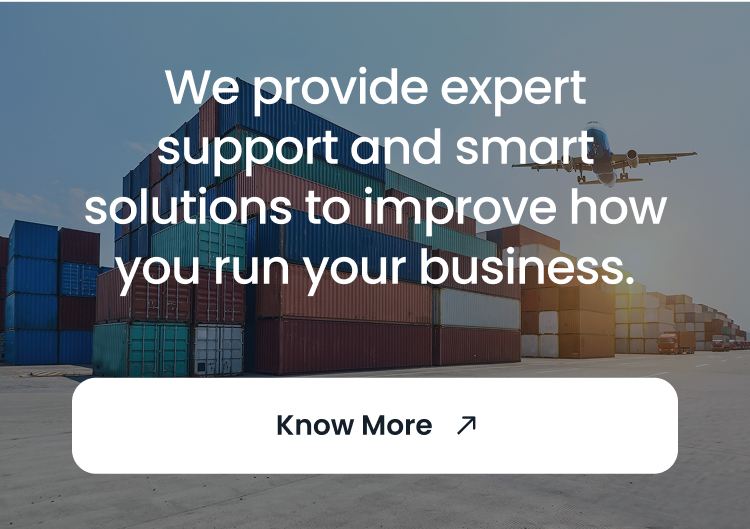 We provide expert
support and smart
solutions to improve how
you run your business.
Know More